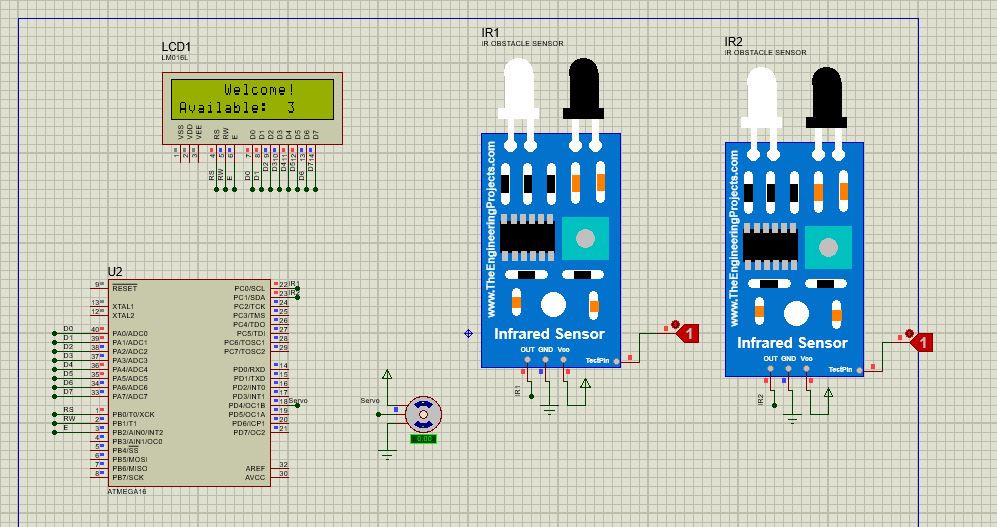 LCD1
LM016L
Welcome!
Available: 3
VSS
VDD
VEE
RS
RW
E
D0
D1
D2
D3
D4
D5
D6
D7
1
2
3
4
5
6
7
8
9
10
11
12
13
14
RS
RW
E
D0
D1
D2
D3
D4
D5
D6
D7
IR1
IR OBSTACLE SENSOR
www.TheEngineeringProjects.com
Infrared Sensor
OUT GND Vcc
TestPin
IR1
1
IR2
IR OBSTACLE SENSOR
www.TheEngineeringProjects.com
Infrared Sensor
OUT GND Vcc
TestPin
IR2
1
U2
9 RESET
13 XTAL1
12 XTAL2
D0 40 PA0/ADC0
D1 39 PA1/ADC1
D2 38 PA2/ADC2
D3 37 PA3/ADC3
D4 36 PA4/ADC4
D5 35 PA5/ADC5
D6 34 PA6/ADC6
D7 33 PA7/ADC7
RS 1 PB0/T0/XCK
RW 2 PB1/T1
E 3 PB2/AIN0/INT2
4 PB3/AIN1/OC0
5 PB4/SS
6 PB5/MOSI
7 PB6/MISO
8 PB7/SCK
PC0/SCL 22 IR1
PC1/SDA 23
PC2/TCK 24
PC3/TMS 25
PC4/TDO 26
PC5/TDI 27
PC6/TOSC1 28
PC7/TOSC2 29
PD0/RXD 14
PD1/TXD 15
PD2/INT0 16
PD3/INT1 17
PD4/OC1B 18 Servo
PD5/OC1A 19
PD6/ICP1 20
PD7/OC2 21
AREF 32
AVCC 30
ATMEGA16
Servo
0.00